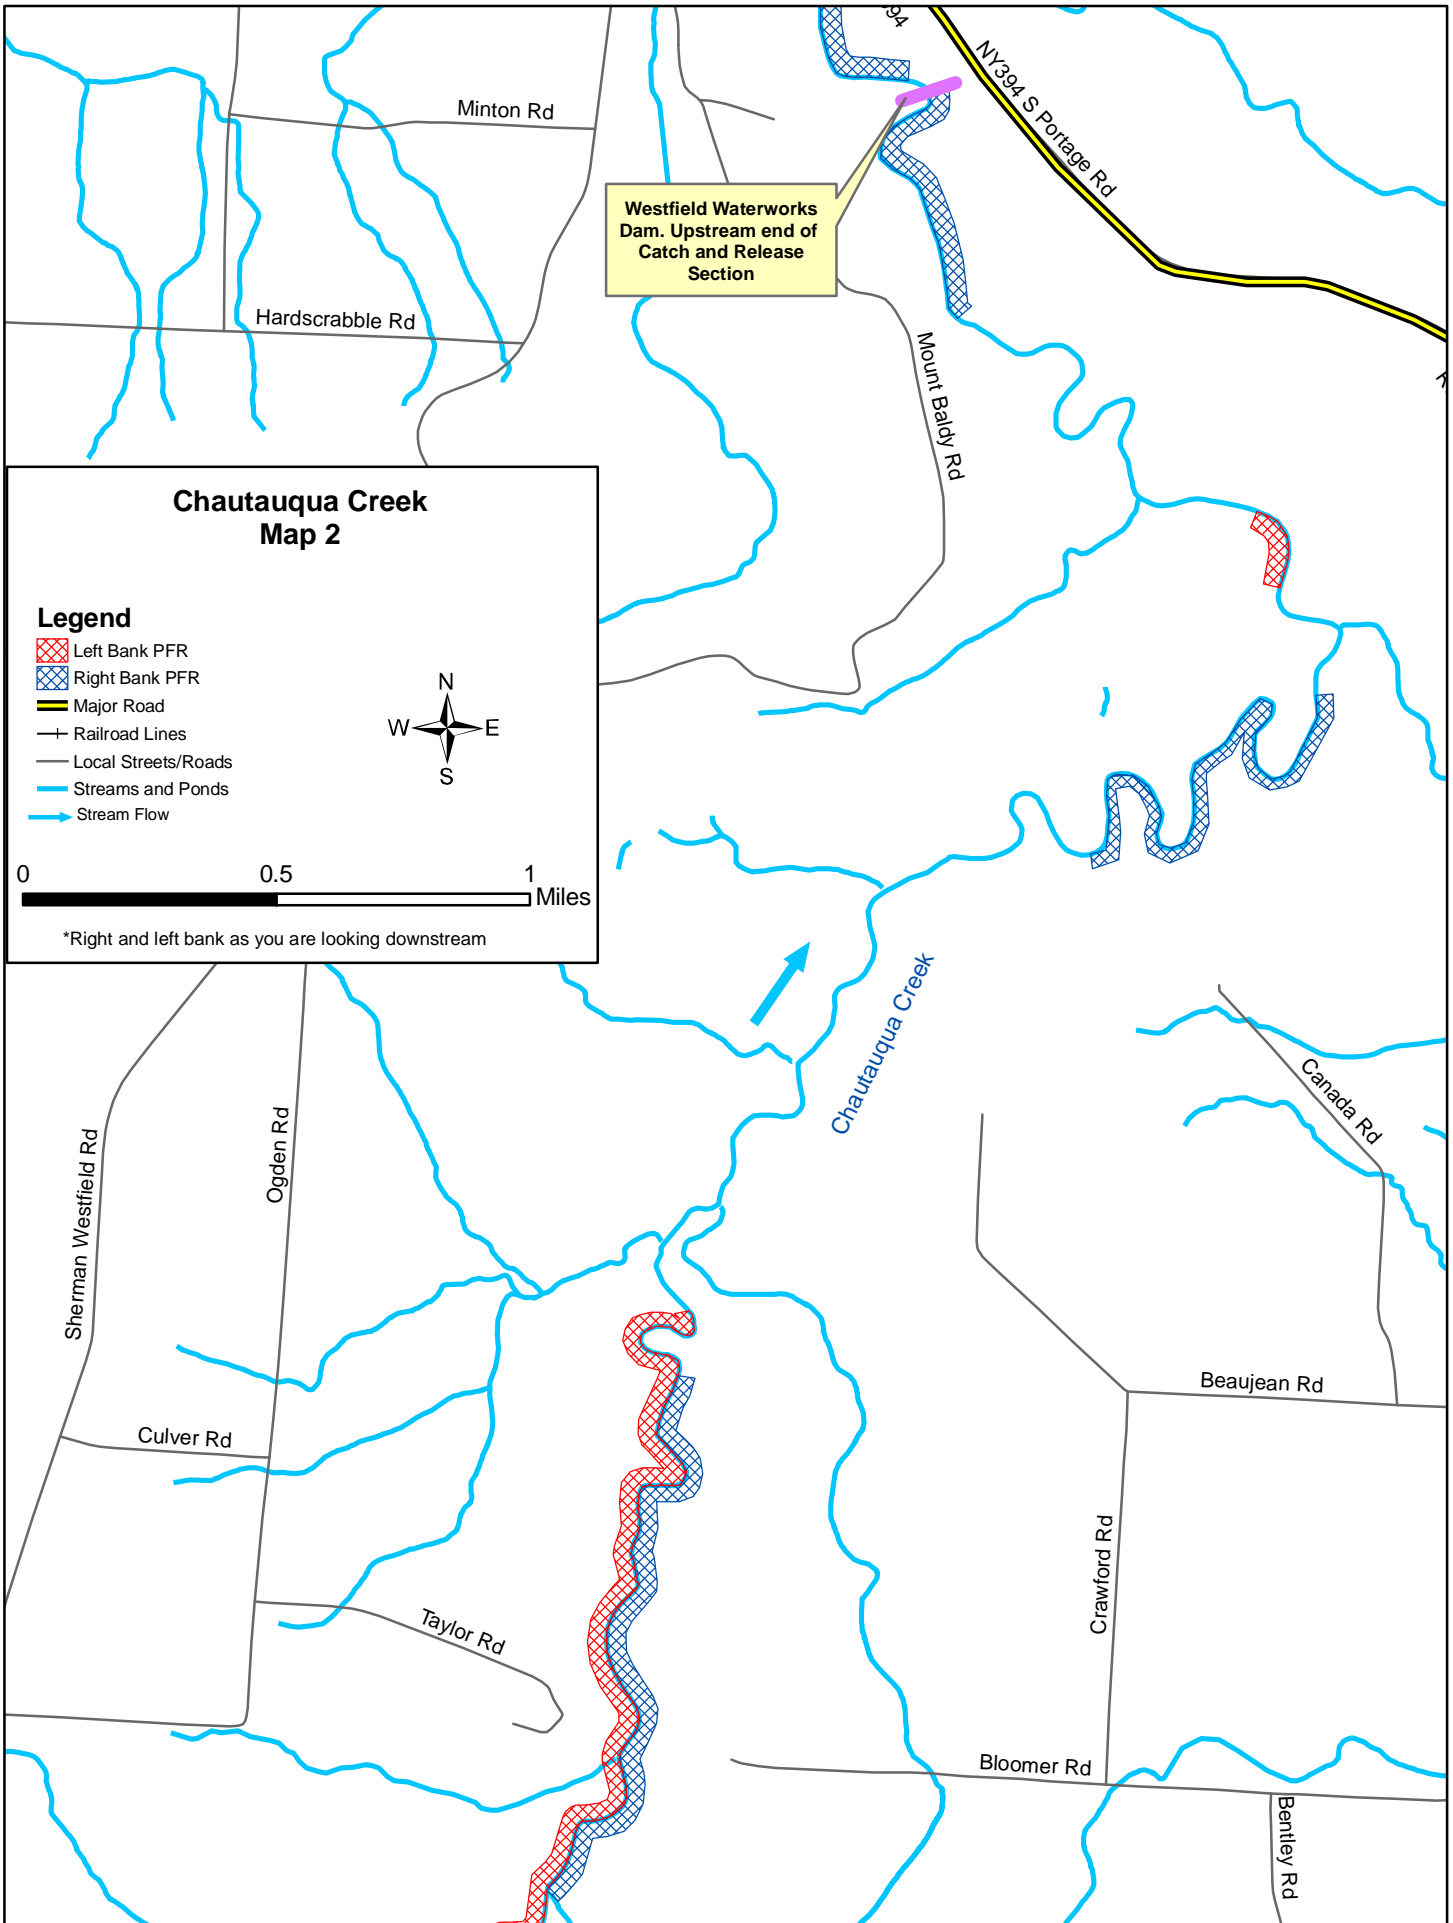 394
NY394 S Portage Rd
Minton Rd
Westfield Waterworks
Dam. Upstream end of
Catch and Release
Section
Hardscrabble Rd
Mount Baldy Rd
Chautauqua Creek
Map 2
Legend
Left Bank PFR
Right Bank PFR
Major Road
Railroad Lines
Local Streets/Roads
Streams and Ponds
Stream Flow
N
W
E
S
0
0.5
1
Miles
*Right and left bank as you are looking downstream
Chautauqua Creek
Canada Rd
Ogden Rd
Sherman Westfield Rd
Beaujean Rd
Culver Rd
Crawford Rd
Taylor Rd
Bloomer Rd
Bentley Rd